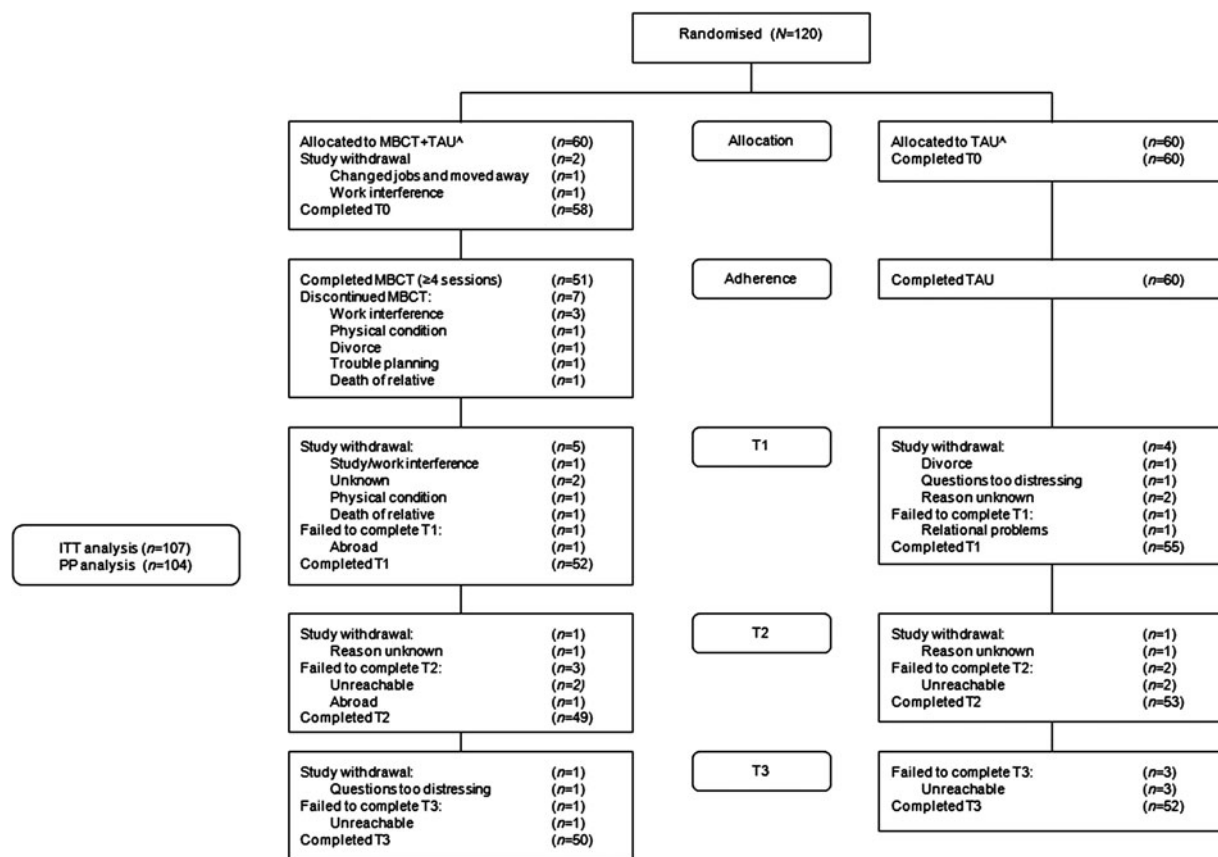 Randomised (N=120)
Allocated to MBCT+TAU^ (n=60)
Study withdrawal (n=2)
Changed jobs and moved away (n=1)
Work interference (n=1)
Completed T0 (n=58)
Allocation
Allocated to TAU^ (n=60)
Completed T0 (n=60)
Completed MBCT (≥4 sessions) (n=51)
Discontinued MBCT: (n=7)
Work interference (n=3)
Physical condition (n=1)
Divorce (n=1)
Trouble planning (n=1)
Death of relative (n=1)
Adherence
Completed TAU (n=60)
Study withdrawal: (n=5)
Study/work interference (n=1)
Unknown (n=2)
Physical condition (n=1)
Death of relative (n=1)
Failed to complete T1: (n=1)
Abroad (n=1)
Completed T1 (n=52)
T1
Study withdrawal: (n=4)
Divorce (n=1)
Questions too distressing (n=1)
Reason unknown (n=2)
Failed to complete T1: (n=1)
Relational problems (n=1)
Completed T1 (n=55)
ITT analysis (n=107)
PP analysis (n=104)
Study withdrawal: (n=1)
Reason unknown (n=1)
Failed to complete T2: (n=3)
Unreachable (n=2)
Abroad (n=1)
Completed T2 (n=49)
T2
Study withdrawal: (n=1)
Reason unknown (n=1)
Failed to complete T2: (n=2)
Unreachable (n=2)
Completed T2 (n=53)
Study withdrawal: (n=1)
Questions too distressing (n=1)
Failed to complete T3: (n=1)
Unreachable (n=1)
Completed T3 (n=50)
T3
Failed to complete T3: (n=3)
Unreachable (n=3)
Completed T3 (n=52)